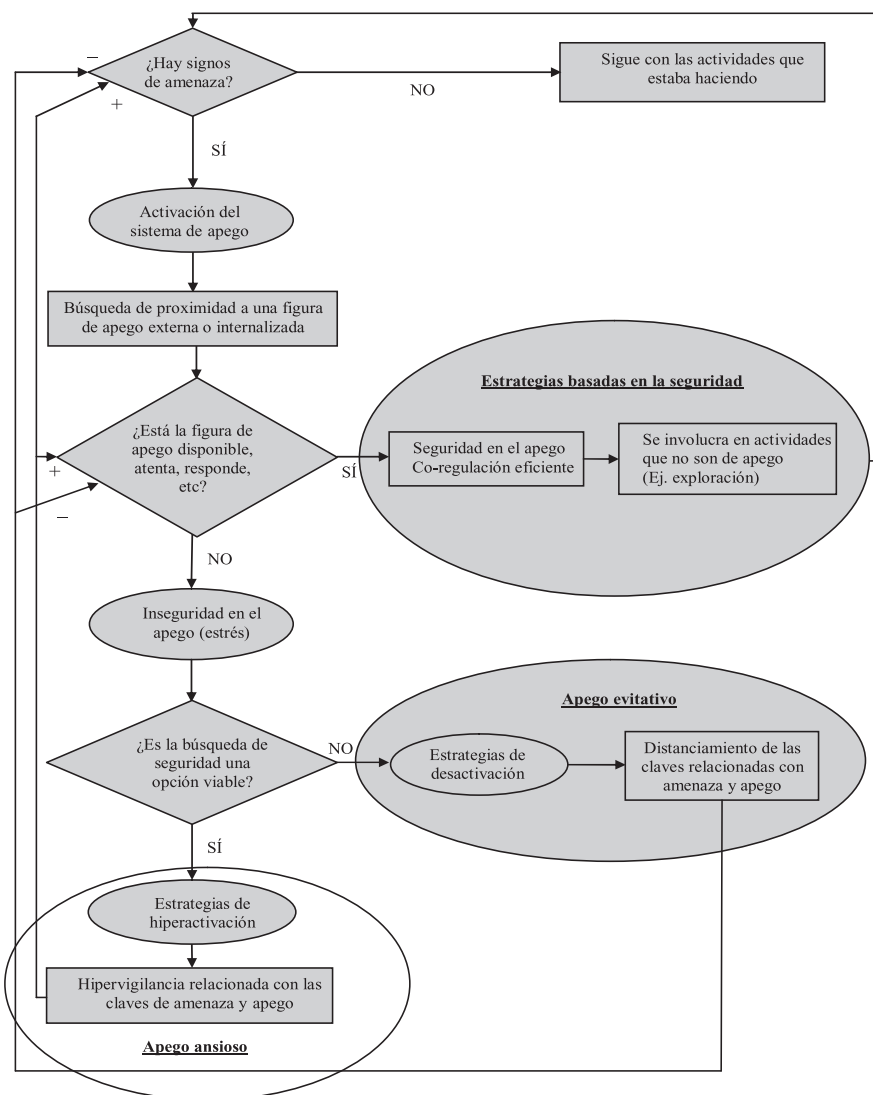 ¿Hay signos
de amenaza?
–
+
NO
Sigue con las actividades que
estaba haciendo
SÍ
Activación del
sistema de apego
Búsqueda de proximidad a una figura
de apego externa o internalizada
¿Está la figura de
apego disponible,
atenta, responde,
etc?
+
–
SÍ
Estrategias basadas en la seguridad
Seguridad en el apego
Co-regulación eficiente
Se involucra en actividades
que no son de apego
(Ej. exploración)
NO
Inseguridad en el
apego (estrés)
¿Es la búsqueda de
seguridad una
opción viable?
NO
Apego evitativo
Estrategias de
desactivación
Distanciamiento de las
claves relacionadas con
amenaza y apego
SÍ
Estrategias de
hiperactivación
Hipervigilancia relacionada con las
claves de amenaza y apego
Apego ansioso